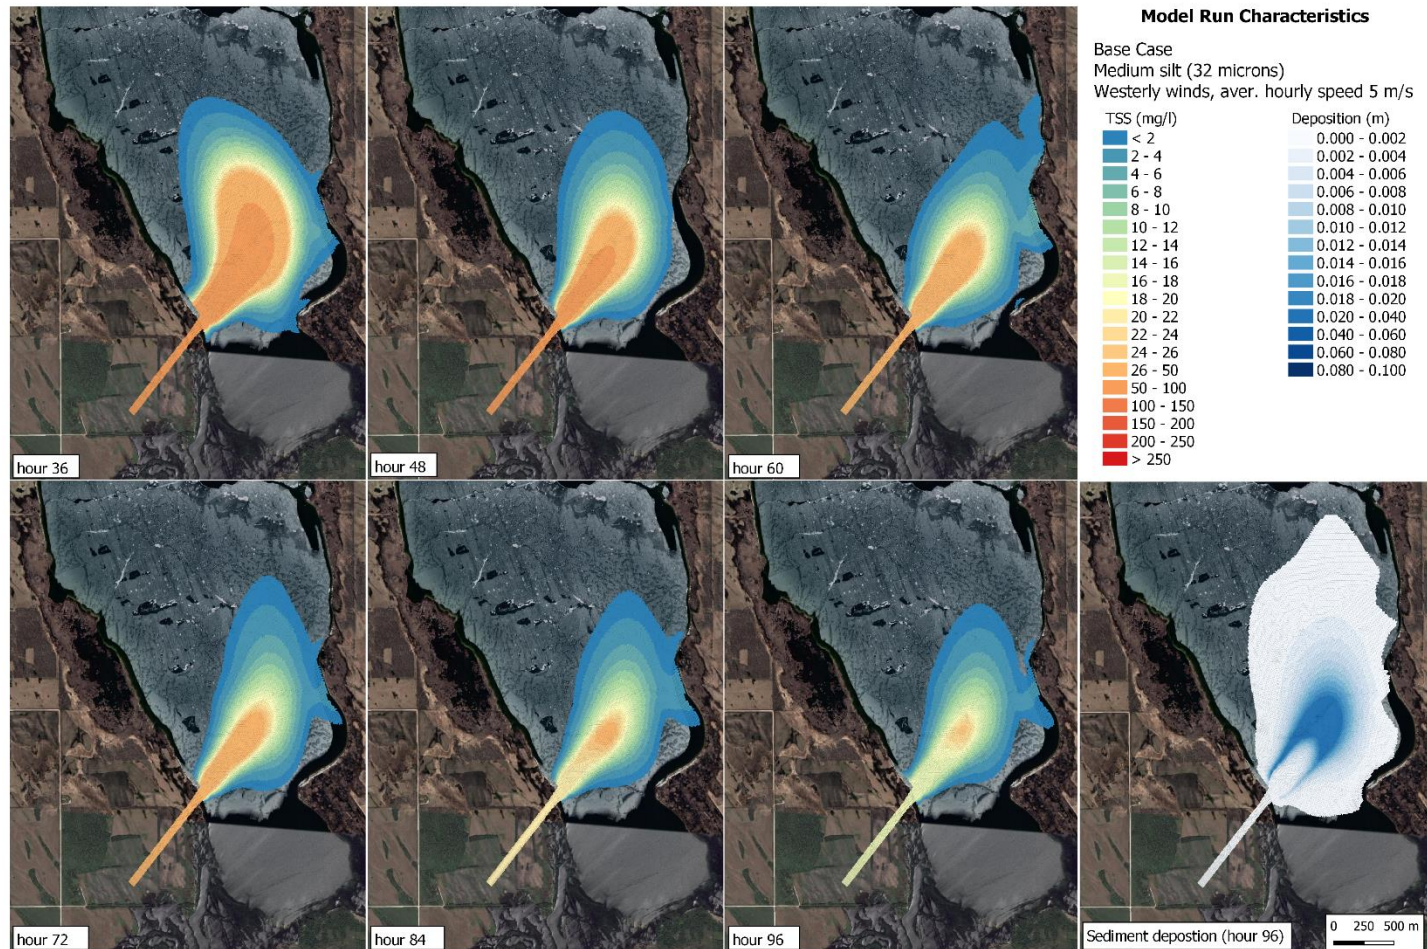 Model Run Characteristics
Base Case
Medium silt (32 microns)
Westerly winds, aver. hourly speed 5 m/s
TSS (mg/l)
< 2
2 - 4
4 - 6
6 - 8
8 - 10
10 - 12
12 - 14
14 - 16
16 - 18
18 - 20
20 - 22
22 - 24
24 - 26
26 - 50
50 - 100
100 - 150
150 - 200
200 - 250
> 250
Deposition (m)
0.000 - 0.002
0.002 - 0.004
0.004 - 0.006
0.006 - 0.008
0.008 - 0.010
0.010 - 0.012
0.012 - 0.014
0.014 - 0.016
0.016 - 0.018
0.018 - 0.020
0.020 - 0.040
0.040 - 0.060
0.060 - 0.080
0.080 - 0.100
hour 36
hour 48
hour 60
hour 72
hour 84
hour 96
Sediment depostion (hour 96)
0 250 500 m